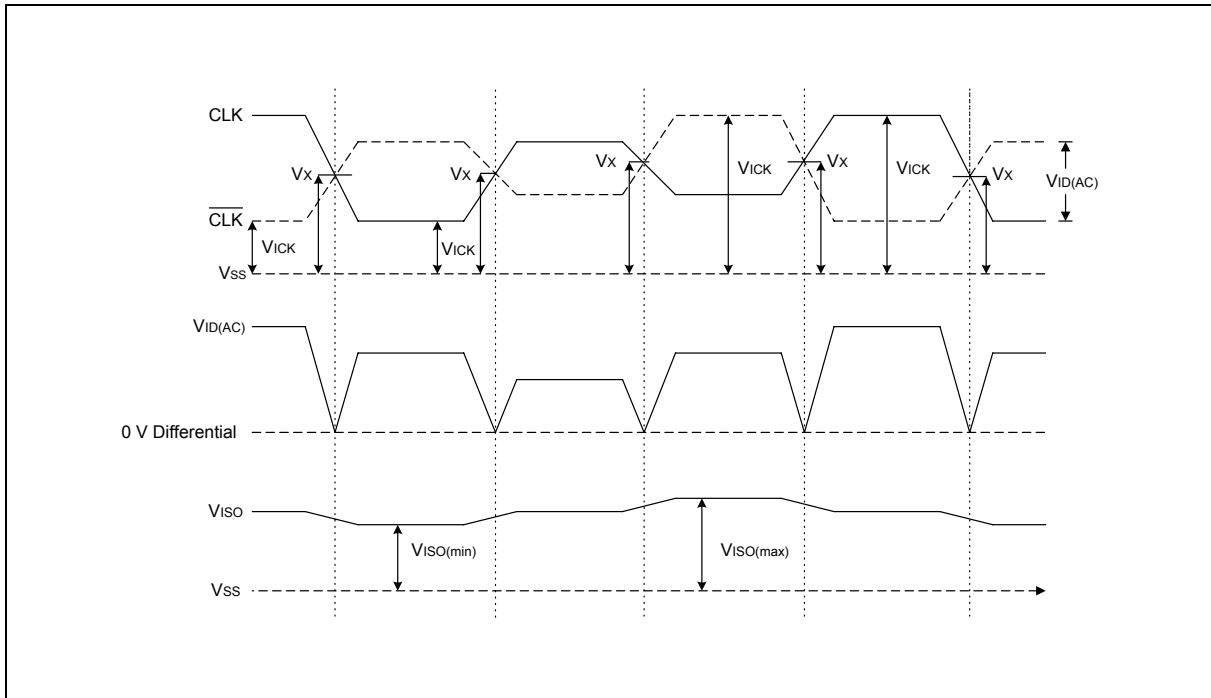 CLK
VX
VX
VX
VICK
VX
VICK
VX
VID(AC)
CLK
VICK
VICK
VSS
VID(AC)
0 V Differential
VISO
VISO(min)
VISO(max)
VSS